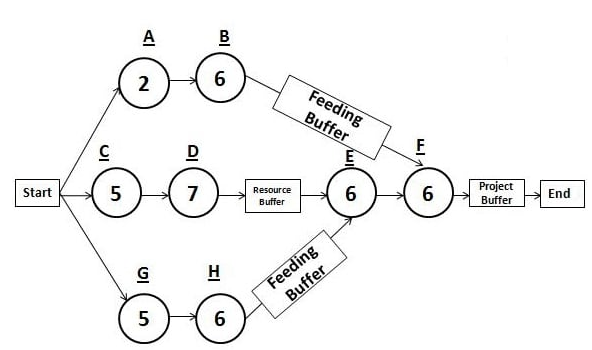 A
B
2
6
Feeding
Buffer
C
D
E
F
Start
5
7
Resource
Buffer
6
6
Project
Buffer
End
G
H
5
6
Feeding
Buffer